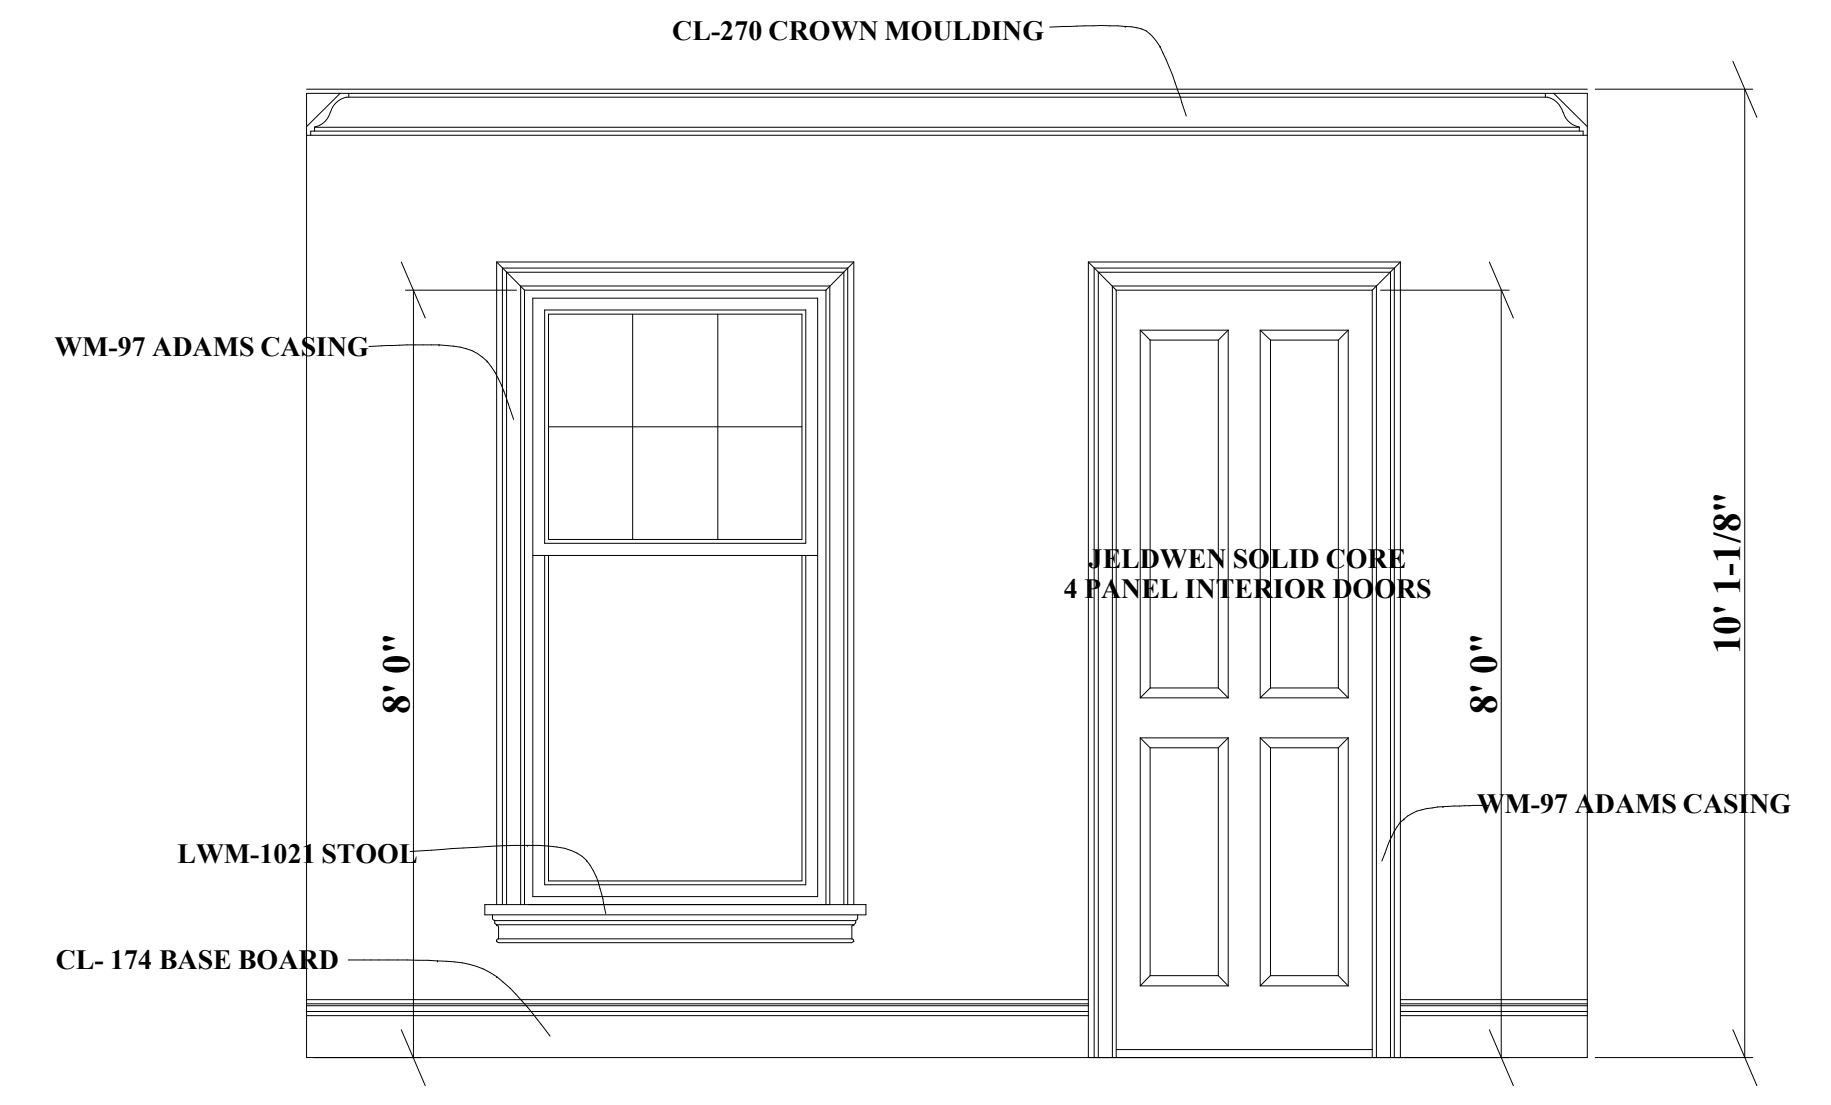 CL-270 CROWN MOULDING
WM-97 ADAMS CASING
JELDWEN SOLID CORE
4 PANEL INTERIOR DOORS
10' 1-1/8"
8' 0"
8' 0"
WM-97 ADAMS CASING
LWM-1021 STOOL
CL- 174 BASE BOARD